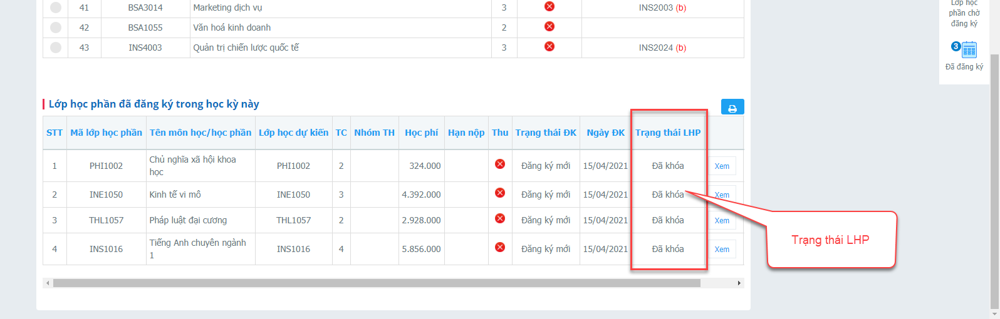 41 BSA3014 Marketing dịch vụ 3 INS2003 (b)
42 BSA1055 Văn hoá kinh doanh 2
43 INS4003 Quản trị chiến lược quốc tế 3 INS2024 (b)
Lớp học
phần chờ
đăng ký
3
Đã đăng ký
Lớp học phần đã đăng ký trong học kỳ này
STT Mã lớp học phần Tên môn học/học phần Lớp học dự kiến TC Nhóm TH Học phí Hạn nộp Thu Trạng thái ĐK Ngày ĐK Trạng thái LHP
1 PHI1002 Chủ nghĩa xã hội khoa học PHI1002 2 324.000 Đăng ký mới 15/04/2021 Đã khóa Xem
2 INE1050 Kinh tế vi mô INE1050 3 4.392.000 Đăng ký mới 15/04/2021 Đã khóa Xem
3 THL1057 Pháp luật đại cương THL1057 2 2.928.000 Đăng ký mới 15/04/2021 Đã khóa Xem
4 INS1016 Tiếng Anh chuyên ngành 1 INS1016 4 5.856.000 Đăng ký mới 15/04/2021 Đã khóa Xem
Trạng thái LHP